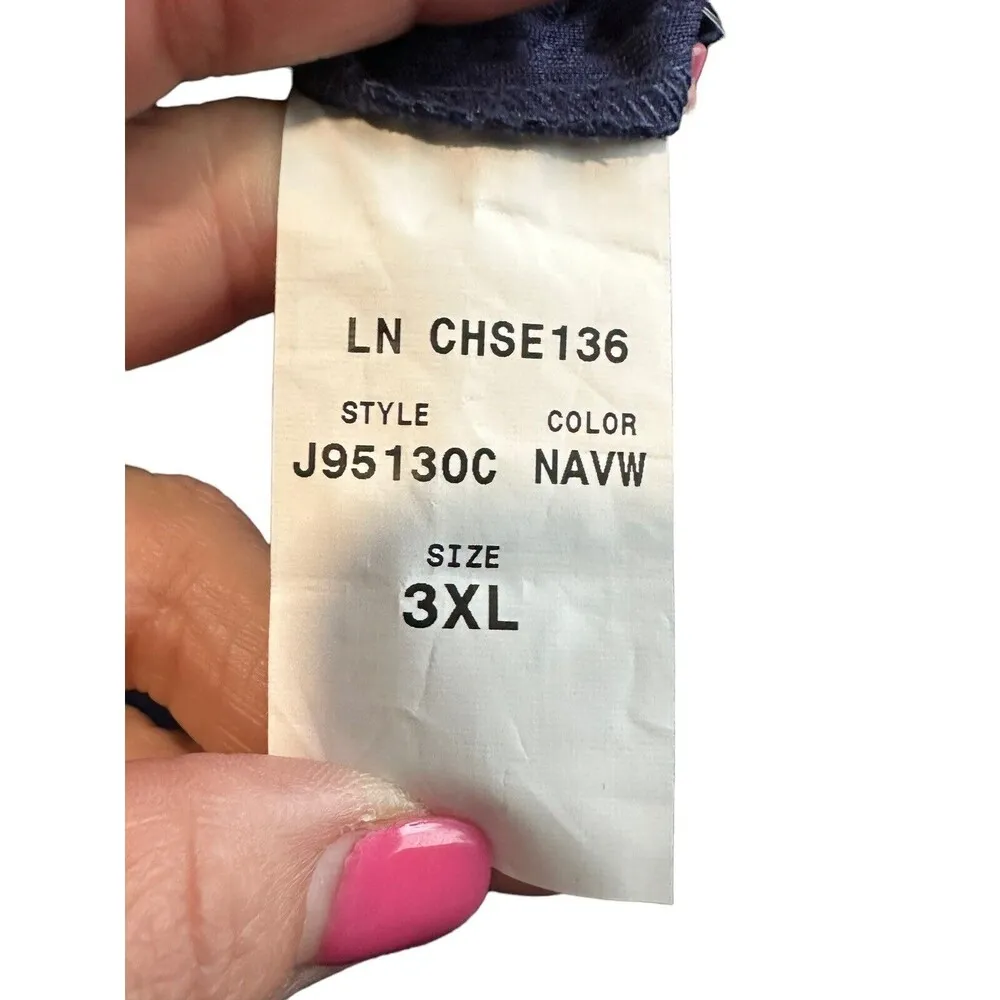 LN CHSE136
STYLE COLOR
J95130C NAVW
SIZE
3XL